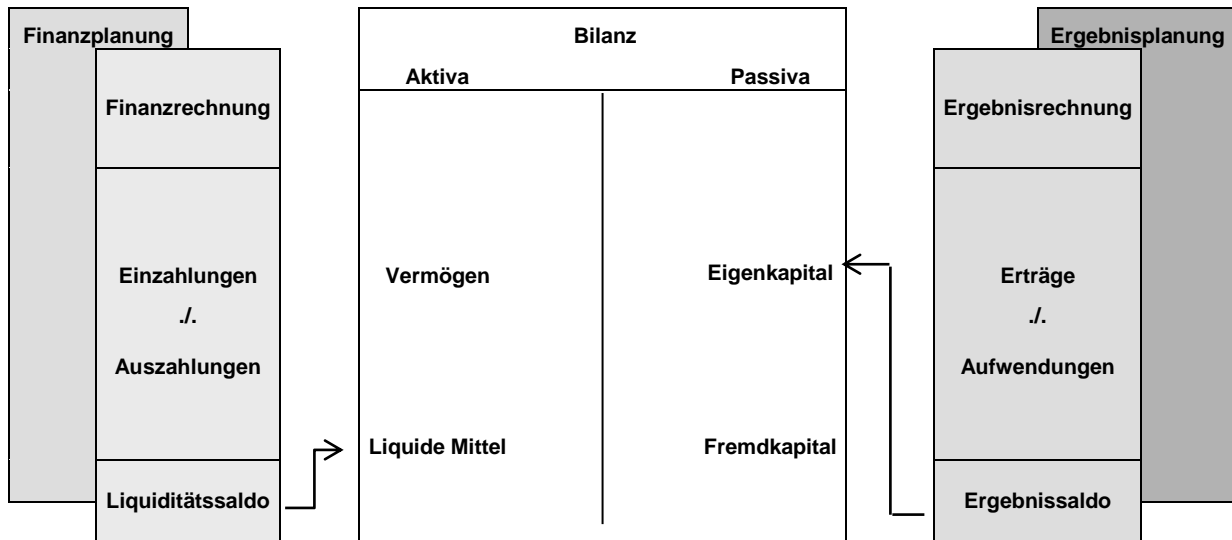 Finanzplanung
Finanzrechnung
Einzahlungen
./.
Auszahlungen
Liquiditätssaldo
Bilanz
Aktiva
Passiva
Vermögen
Eigenkapital
Liquide Mittel
Fremdkapital
Ergebnisplanung
Ergebnisrechnung
Erträge
./.
Aufwendungen
Ergebnissaldo